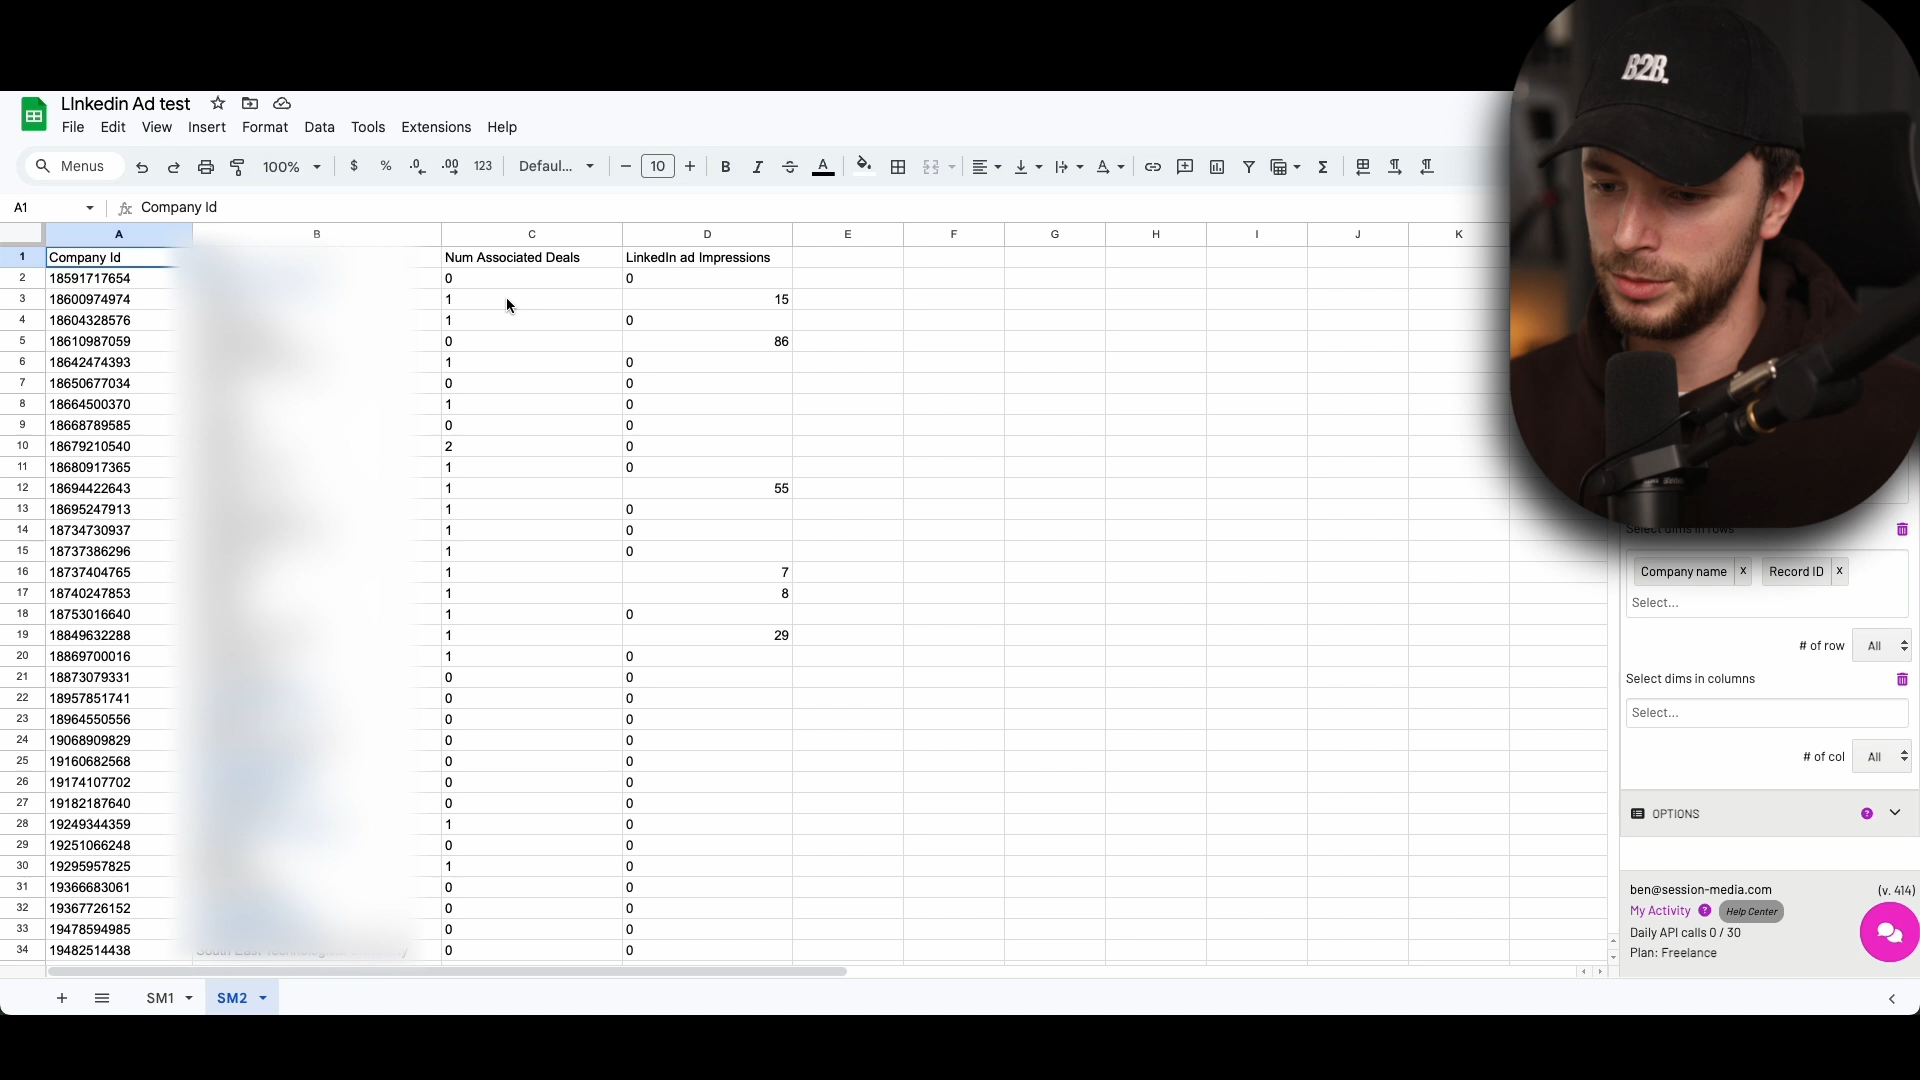 B2B.
LInkedin Ad test
File Edit View Insert Format Data Tools Extensions Help
Menus 100% $ % .0 .00 123 Defaul... 10 B I A Σ
A1 fx Company Id
A B C D E F G H I J K
1 Company Id Num Associated Deals LinkedIn ad Impressions
2 18591717654 0 0
3 18600974974 1 15
4 18604328576 1 0
5 18610987059 0 86
6 18642474393 1 0
7 18650677034 0 0
8 18664500370 1 0
9 18668789585 0 0
10 18679210540 2 0
11 18680917365 1 0
12 18694422643 1 55
13 18695247913 1 0
14 18734730937 1 0
15 18737386296 1 0
16 18737404765 1 7
17 18740247853 1 8
18 18753016640 1 0
19 18849632288 1 29
20 18869700016 1 0
21 18873079331 0 0
22 18957851741 0 0
23 18964550556 0 0
24 19068909829 0 0
25 19160682568 0 0
26 19174107702 0 0
27 19182187640 0 0
28 19249344359 1 0
29 19251066248 0 0
30 19295957825 1 0
31 19366683061 0 0
32 19367726152 0 0
33 19478594985 0 0
34 19482514438 0 0
Select dims in rows
Company name x Record ID x
Select...
# of row All
Select dims in columns
Select...
# of col All
OPTIONS ?
ben@session-media.com (v. 414)
My Activity ? Help Center
Daily API calls 0 / 30
Plan: Freelance
+ SM1 SM2